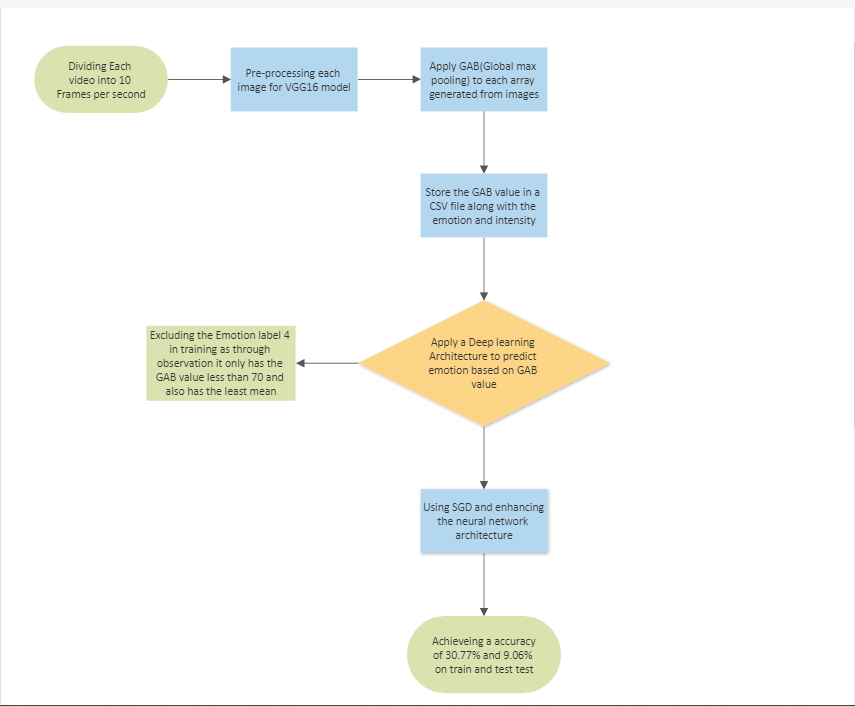 Dividing Each
video into 10
Frames per second
Pre-processing each
image for VGG16 model
Apply GAB(Global max
pooling) to each array
generated from images
Store the GAB value in a
CSV file along with the
emotion and intensity
Apply a Deep learning
Architecture to predict
emotion based on GAB
value
Excluding the Emotion label 4
in training as through
observation it only has the
GAB value less than 70 and
also has the least mean
Using SGD and enhancing
the neural network
architecture
Achieveing a accuracy
of 30.77% and 9.06%
on train and test test